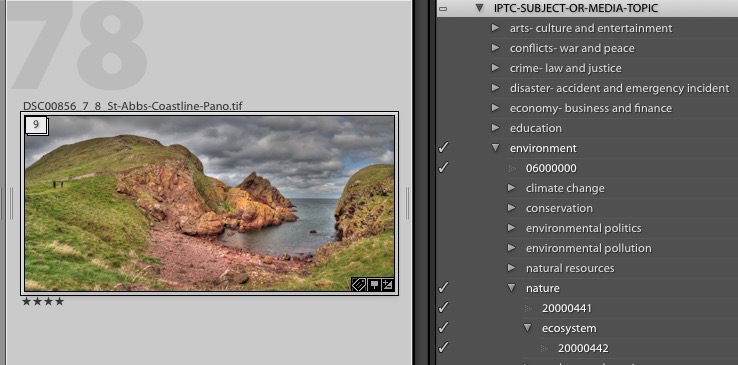 78
DSC00856_7_8_St-Abbs-Coastline-Pano.tif
9
★★★★
IPTC-SUBJECT-OR-MEDIA-TOPIC
arts- culture and entertainment
conflicts- war and peace
crime- law and justice
disaster- accident and emergency incident
economy- business and finance
education
environment
06000000
climate change
conservation
environmental politics
environmental pollution
natural resources
nature
20000441
ecosystem
20000442